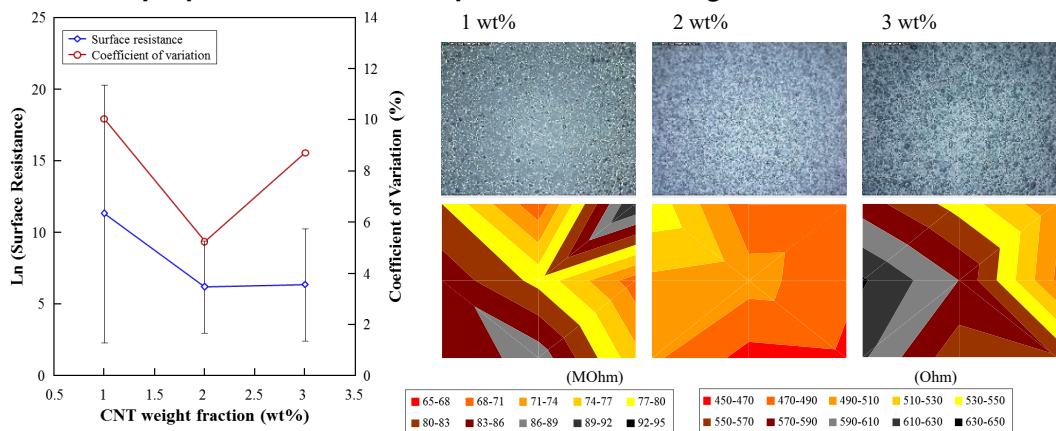 25
20
15
10
5
0
14
12
10
8
6
4
2
0
0.5
1
1.5
2
2.5
3
3.5
Ln (Surface Resistance)
Coefficient of Variation (%)
CNT weight fraction (wt%)
Surface resistance
Coefficient of variation
1 wt%
2 wt%
3 wt%
(MOhm)
65-68 68-71 71-74 74-77 77-80
80-83 83-86 86-89 89-92 92-95
(Ohm)
450-470 470-490 490-510 510-530 530-550
550-570 570-590 590-610 610-630 630-650